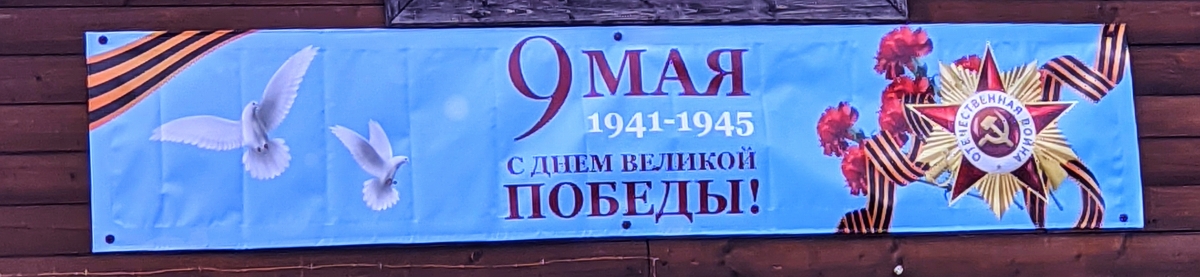 9 МАЯ
1941-1945
С ДНЕМ ВЕЛИКОЙ
ПОБЕДЫ!
ОТЕЧЕСТВЕННАЯ ВОЙНА